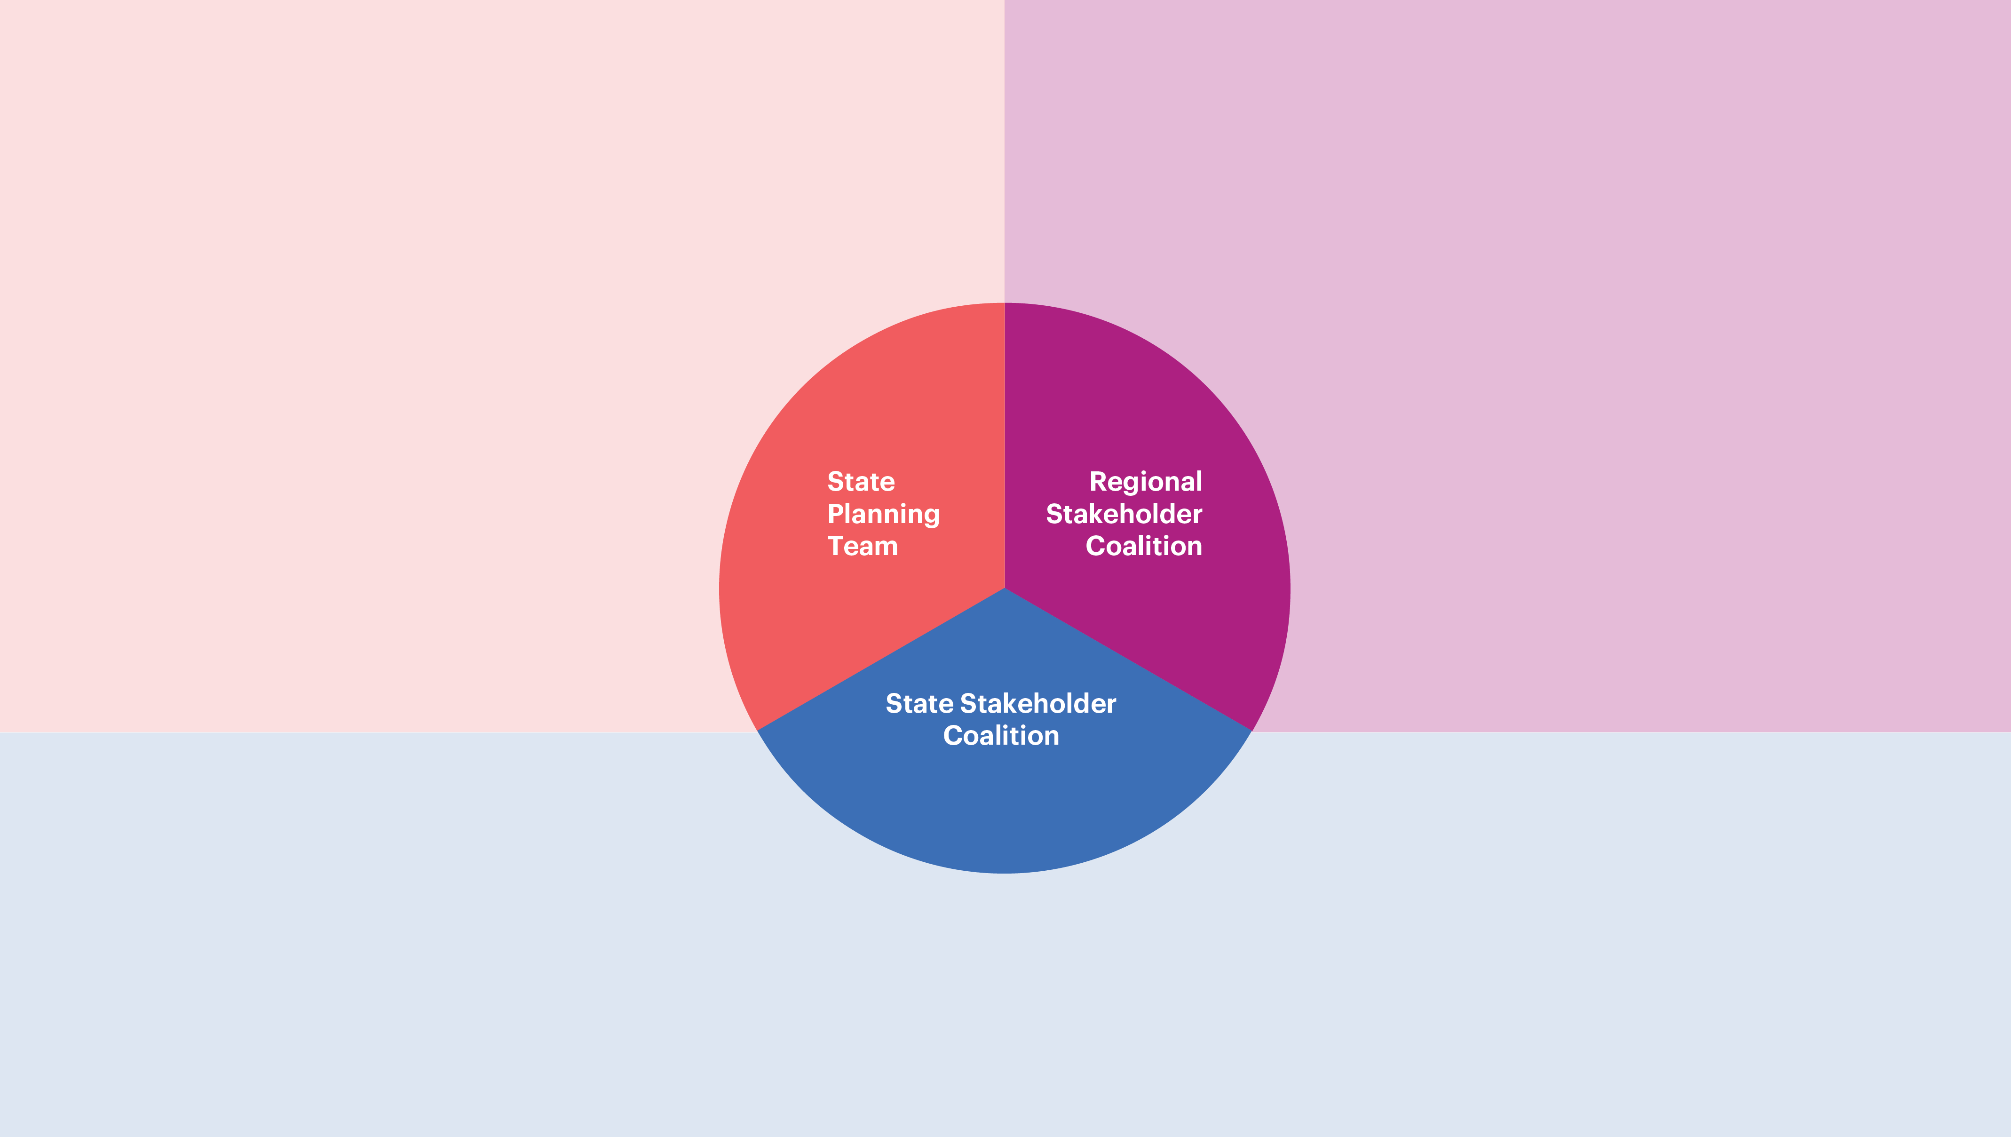 State
Planning
Team
Regional
Stakeholder
Coalition
State Stakeholder
Coalition